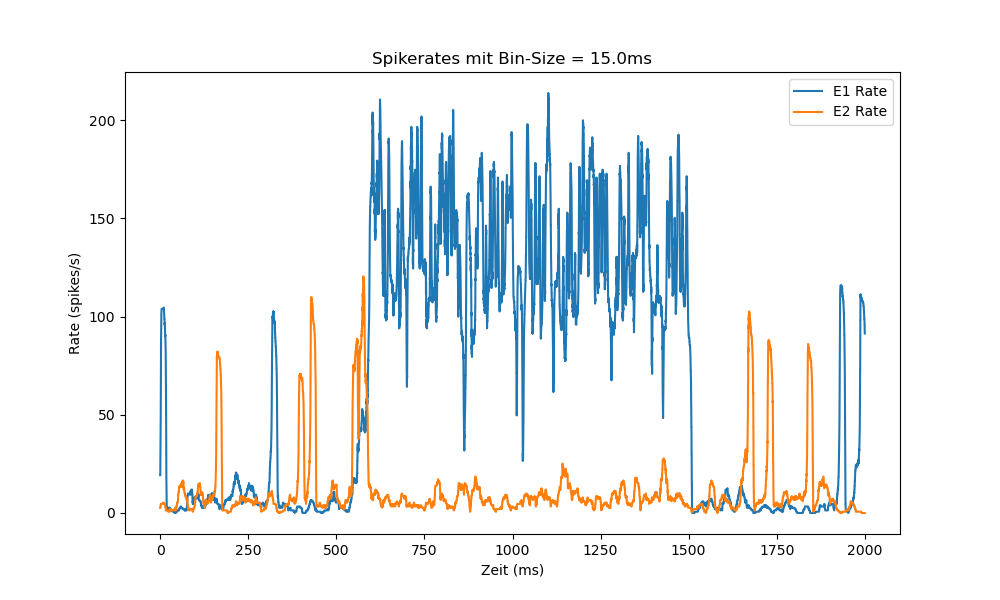 Spikerates mit Bin-Size = 15.0ms
E1 Rate
E2 Rate
200
150
100
50
0
Rate (spikes/s)
0 250 500 750 1000 1250 1500 1750 2000
Zeit (ms)